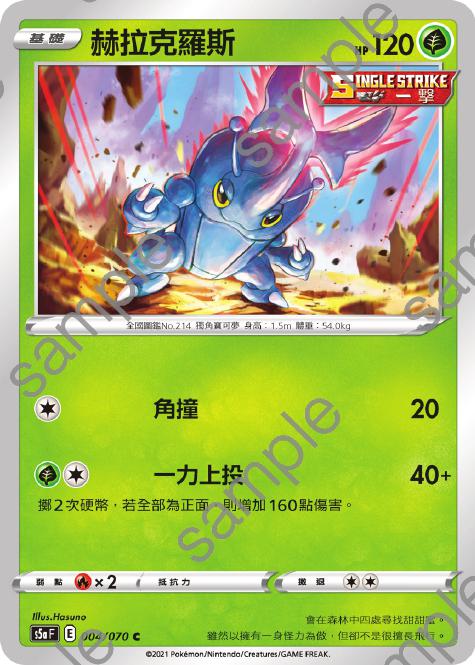 基礎
赫拉克羅斯
HP 120
SINGLE STRIKE
一擊
全國圖鑑No.214 獨角寶可夢 身高：1.5m 體重：54.0kg
角撞 20
一力上投 40+
擲2次硬幣，若全部為正面，則增加160點傷害。
弱點 ×2 抵抗力 撤退
Illus.Hasuno
s5a F E 004/070 C
會在森林中四處尋找甜甜蜜。
雖然以擁有一身怪力為傲，但卻不是很擅長飛行。
©2021 Pokémon/Nintendo/Creatures/GAME FREAK.
sample
sample
sample
sample
sample
sample